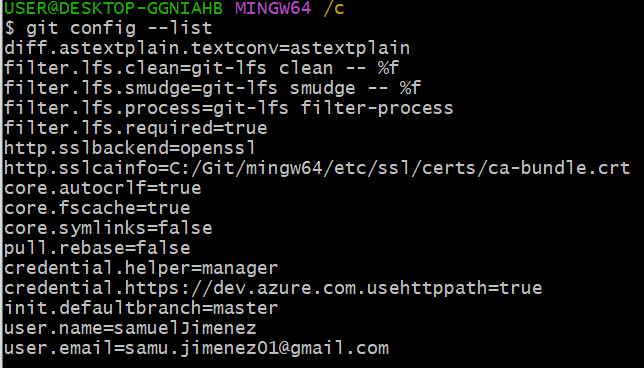 USER@DESKTOP-GGNIAHB MINGW64 /c
$ git config --list
diff.astextplain.textconv=astextplain
filter.lfs.clean=git-lfs clean -- %f
filter.lfs.smudge=git-lfs smudge -- %f
filter.lfs.process=git-lfs filter-process
filter.lfs.required=true
http.sslbackend=openssl
http.sslcainfo=C:/Git/mingw64/etc/ssl/certs/ca-bundle.crt
core.autocrlf=true
core.fscache=true
core.symlinks=false
pull.rebase=false
credential.helper=manager
credential.https://dev.azure.com.usehttppath=true
init.defaultbranch=master
user.name=samuelJimenez
user.email=samu.jimenez01@gmail.com